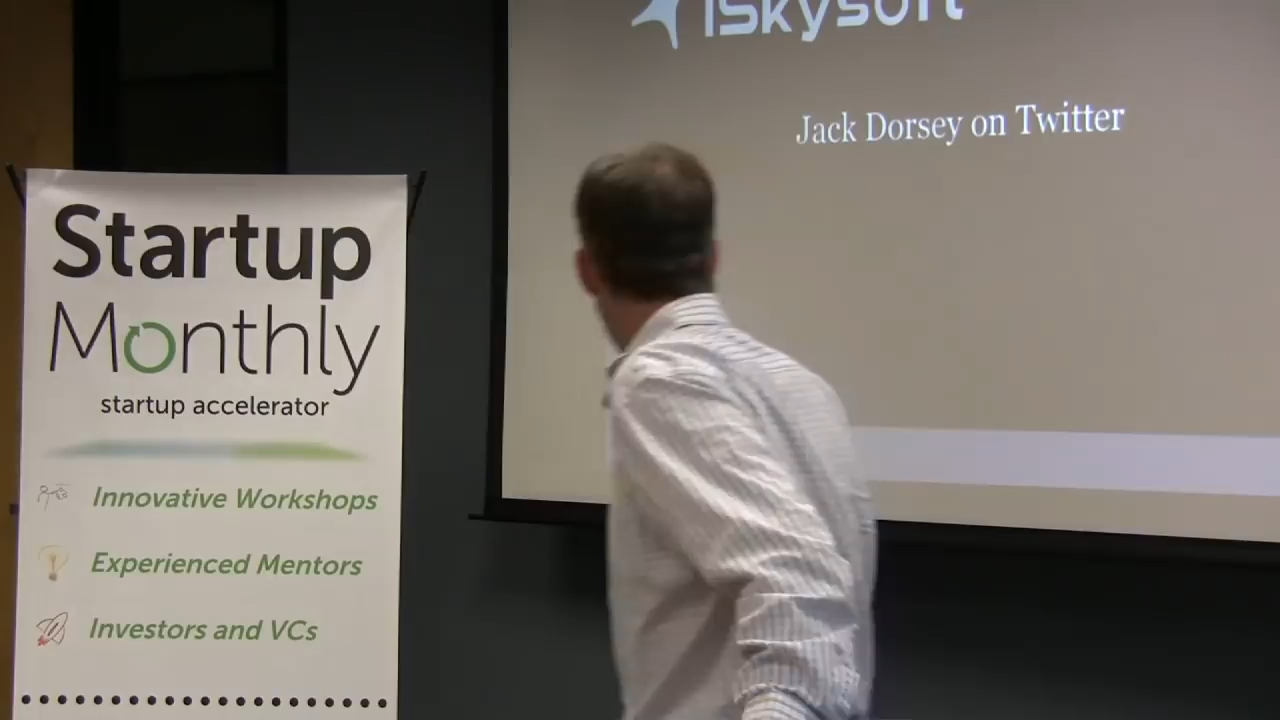 iSkysoft
Jack Dorsey on Twitter
Startup
Monthly
startup accelerator
Innovative Workshops
Experienced Mentors
Investors and VCs